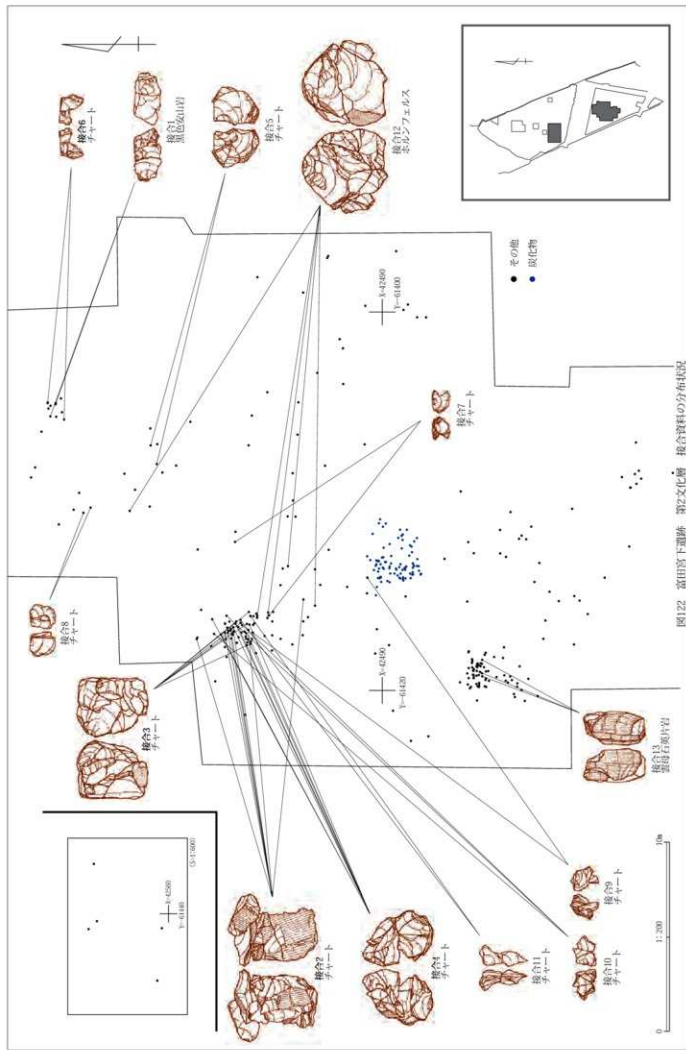 接合6
チャート
接合1
黒色安山岩
接合5
チャート
接合12
ホルンフェルス
接合8
チャート
接合3
チャート
接合7
チャート
X=42490
Y=-61400
X=42490
Y=-61420
その他
炭化物
(S=1:600)
X=42500
Y=-61440
接合2
チャート
接合4
チャート
接合11
チャート
接合10
チャート
接合9
チャート
接合13
雲母石英片岩
0
1:200
10m
図122 富田宮下遺跡 第2文化層 接合資料の分布状況